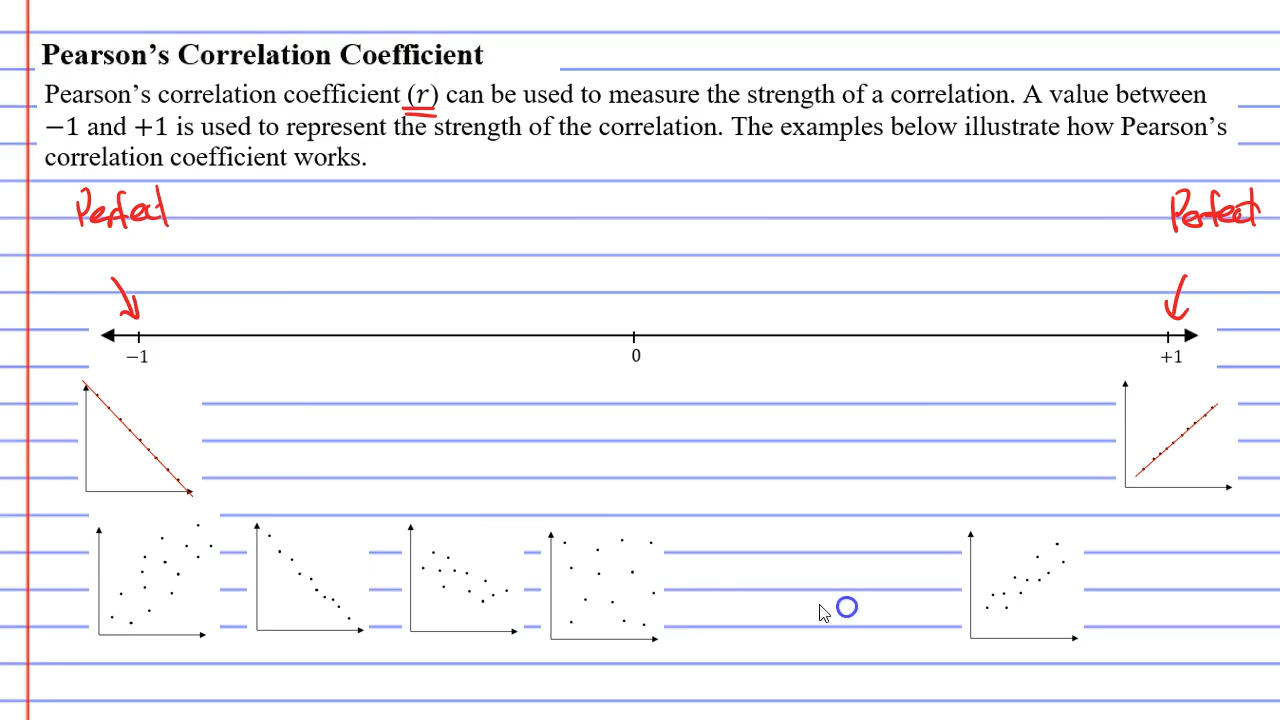 Pearson's Correlation Coefficient
Pearson's correlation coefficient (r) can be used to measure the strength of a correlation. A value between
−1 and +1 is used to represent the strength of the correlation. The examples below illustrate how Pearson's
correlation coefficient works.
Perfect Perfect
−1 0 +1